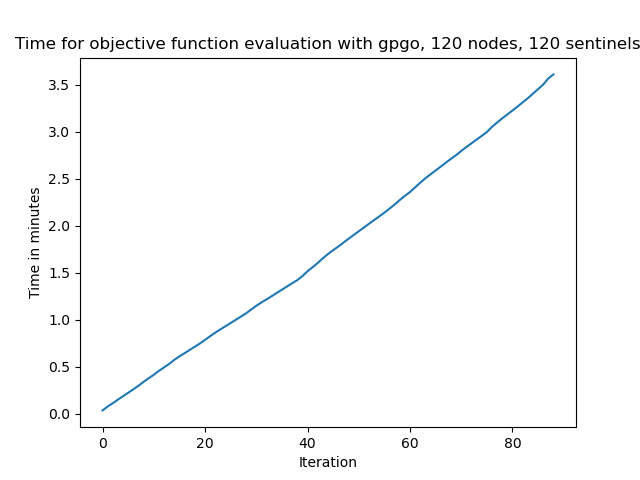 Time for objective function evaluation with gpgo, 120 nodes, 120 sentinels
3.5
3.0
2.5
2.0
1.5
1.0
0.5
0.0
Time in minutes
0 20 40 60 80
Iteration